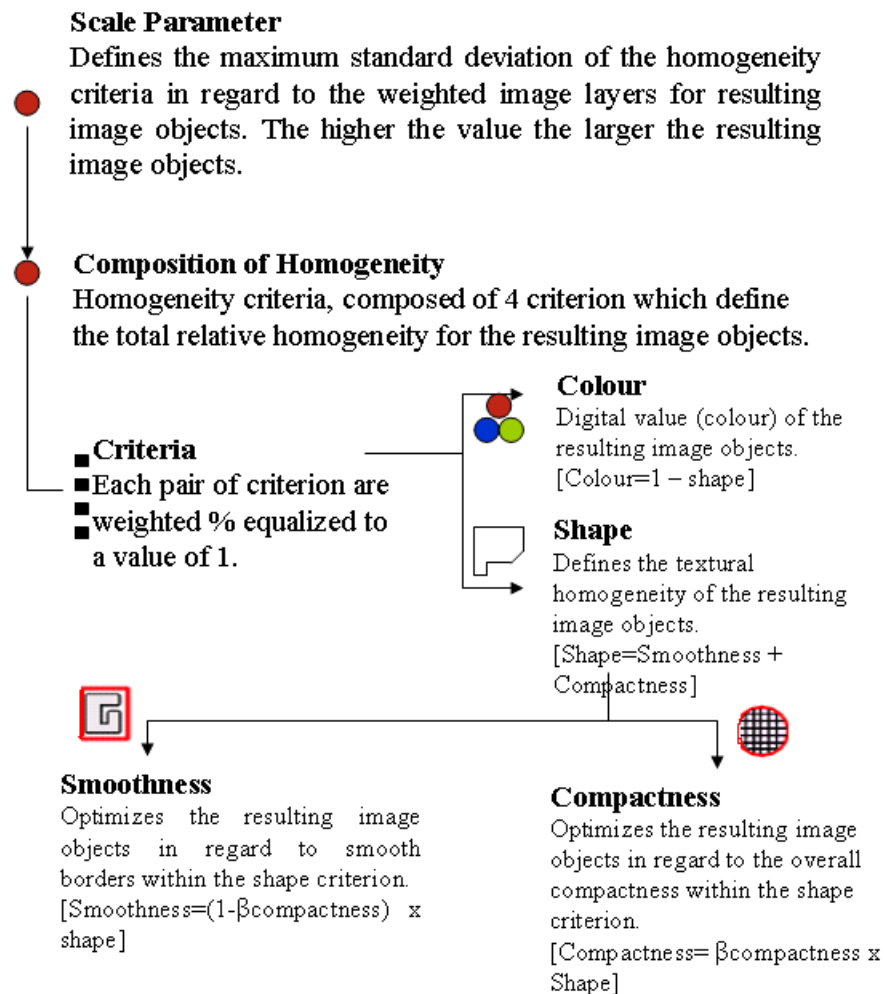 Scale Parameter
Defines the maximum standard deviation of the homogeneity
criteria in regard to the weighted image layers for resulting
image objects. The higher the value the larger the resulting
image objects.
Composition of Homogeneity
Homogeneity criteria, composed of 4 criterion which define
the total relative homogeneity for the resulting image objects.
Criteria
Each pair of criterion are
weighted % equalized to
a value of 1.
Colour
Digital value (colour) of the
resulting image objects.
[Colour=1 – shape]
Shape
Defines the textural
homogeneity of the resulting
image objects.
[Shape=Smoothness +
Compactness]
Smoothness
Optimizes the resulting image
objects in regard to smooth
borders within the shape criterion.
[Smoothness=(1-βcompactness) x
shape]
Compactness
Optimizes the resulting image
objects in regard to the overall
compactness within the shape
criterion.
[Compactness= βcompactness x
Shape]